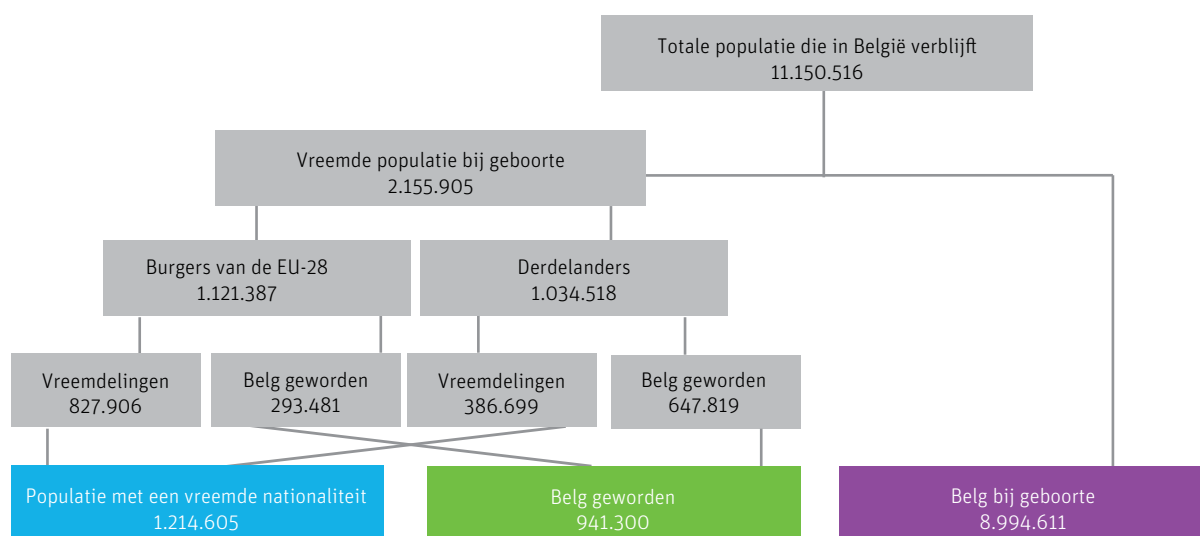 Totale populatie die in België verblijft
11.150.516
Vreemde populatie bij geboorte
2.155.905
Burgers van de EU-28
1.121.387
Derdelanders
1.034.518
Vreemdelingen
827.906
Belg geworden
293.481
Vreemdelingen
386.699
Belg geworden
647.819
Populatie met een vreemde nationaliteit
1.214.605
Belg geworden
941.300
Belg bij geboorte
8.994.611